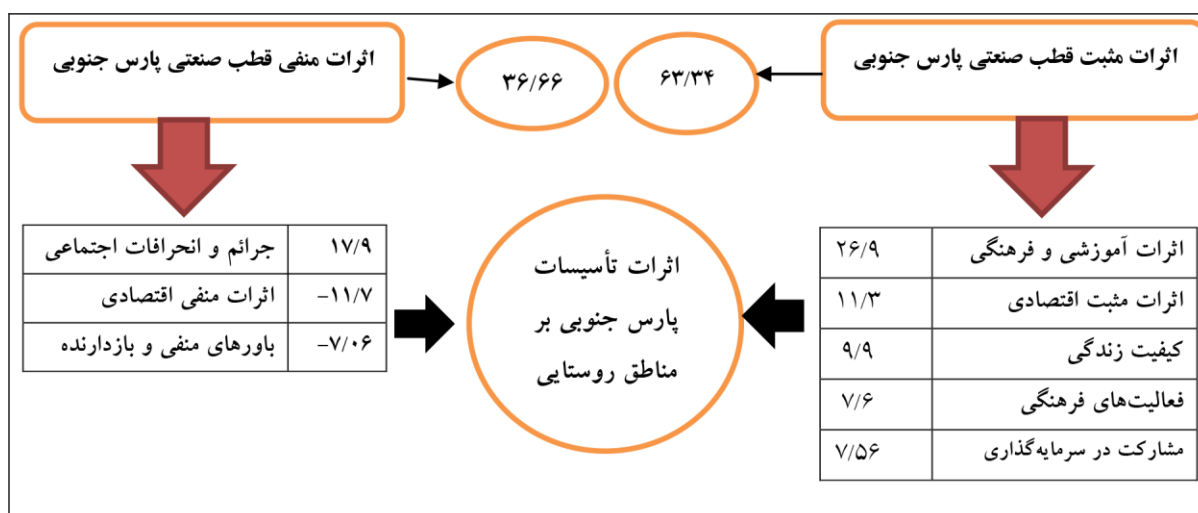 اثرات مثبت قطب صنعتی پارس جنوبی
۶۳/۳۴
۳۶/۶۶
اثرات منفی قطب صنعتی پارس جنوبی
اثرات آموزشی و فرهنگی ۲۶/۹
اثرات مثبت اقتصادی ۱۱/۳
کیفیت زندگی ۹/۹
فعالیت‌های فرهنگی ۷/۶
مشارکت در سرمایه‌گذاری ۷/۵۶
اثرات تأسیسات
پارس جنوبی بر
مناطق روستایی
۱۷/۹ جرائم و انحرافات اجتماعی
−۱۱/۷ اثرات منفی اقتصادی
−۷/۰۶ باورهای منفی و بازدارنده